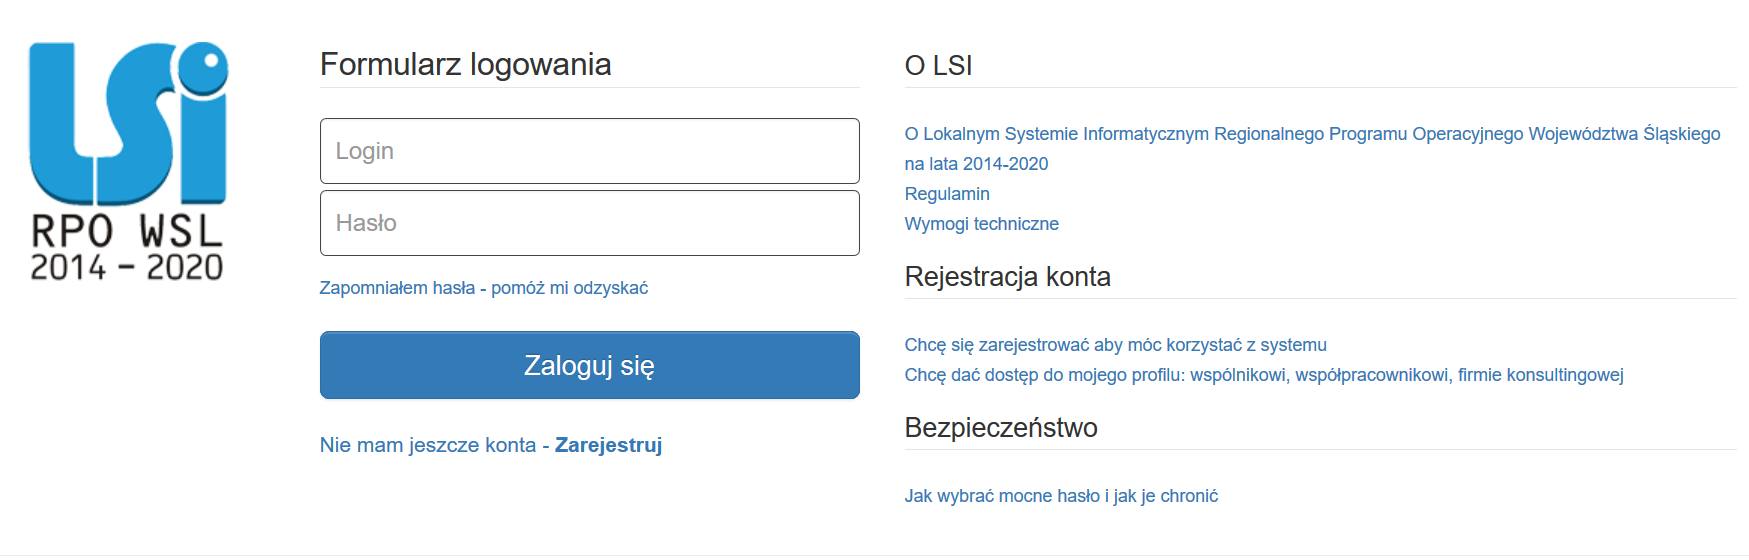 LSi
RPO WSL
2014 - 2020
Formularz logowania
Login
Hasło
Zapomniałem hasła - pomóż mi odzyskać
Zaloguj się
Nie mam jeszcze konta - Zarejestruj
O LSI
O Lokalnym Systemie Informatycznym Regionalnego Programu Operacyjnego Województwa Śląskiego
na lata 2014-2020
Regulamin
Wymogi techniczne
Rejestracja konta
Chcę się zarejestrować aby móc korzystać z systemu
Chcę dać dostęp do mojego profilu: wspólnikowi, współpracownikowi, firmie konsultingowej
Bezpieczeństwo
Jak wybrać mocne hasło i jak je chronić